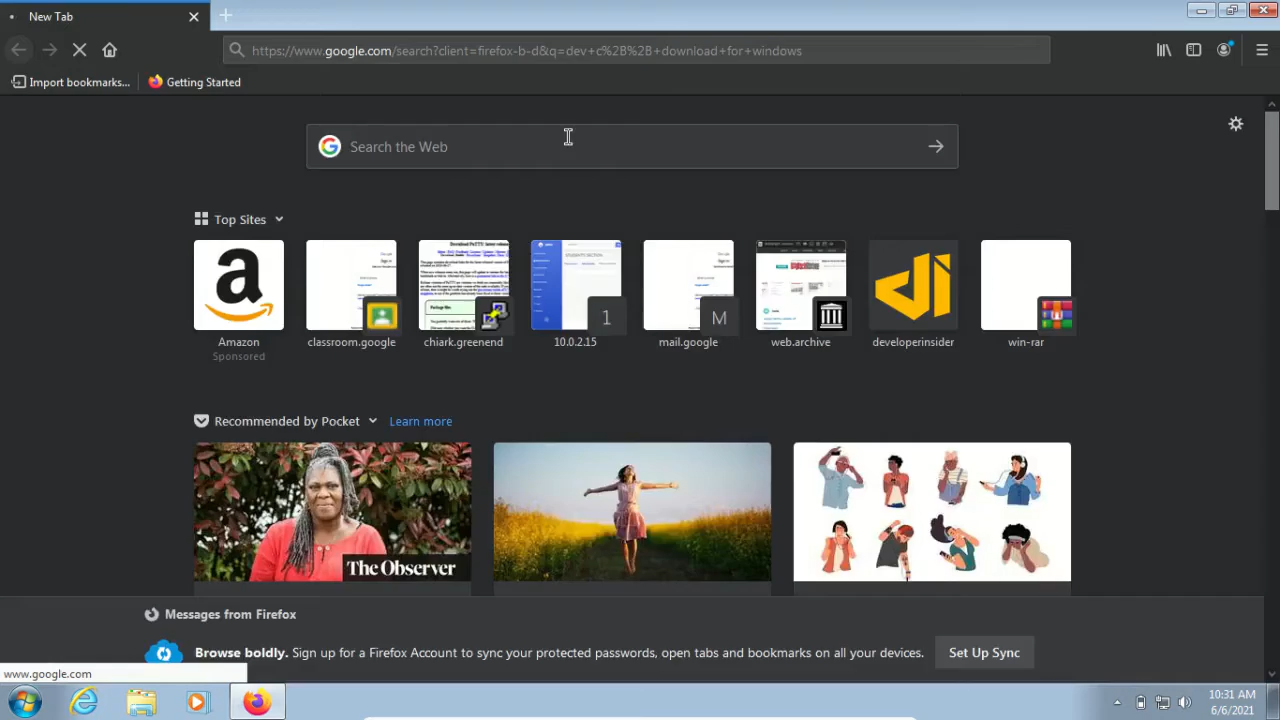 New Tab
https://www.google.com/search?client=firefox-b-d&q=dev+c%2B%2B+download+for+windows
Import bookmarks...
Getting Started
Search the Web
Top Sites
1
M
Amazon
Sponsored
classroom.google
chiark.greenend
10.0.2.15
mail.google
web.archive
developerinsider
win-rar
Recommended by Pocket
Learn more
The Observer
Messages from Firefox
Browse boldly. Sign up for a Firefox Account to sync your protected passwords, open tabs and bookmarks on all your devices.
Set Up Sync
www.google.com
10:31 AM
6/6/2021